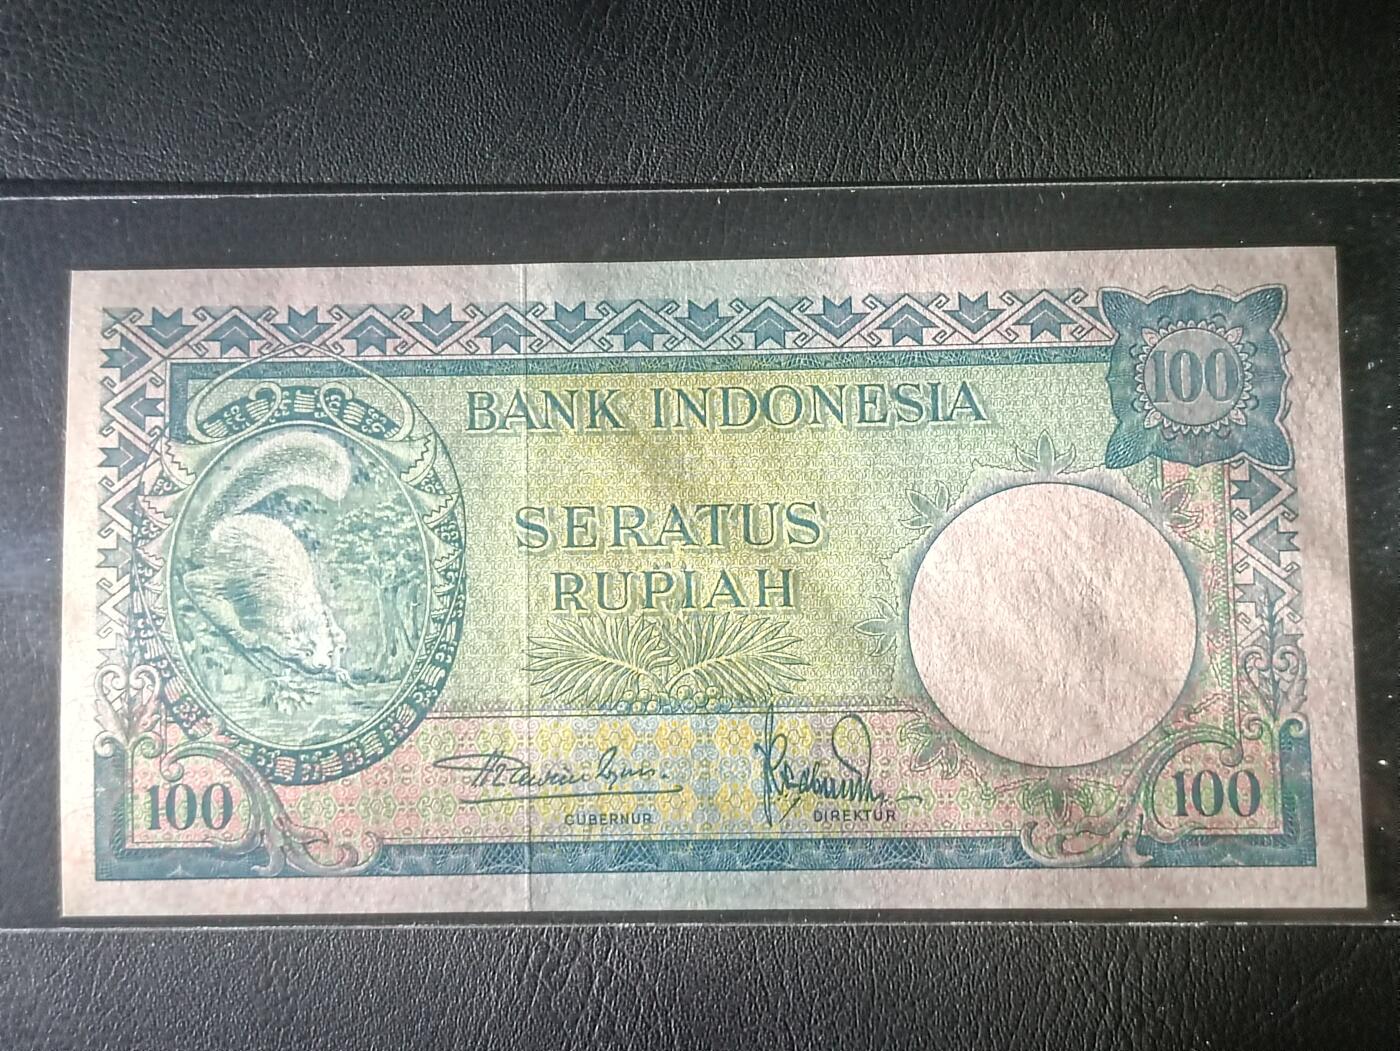 100
BANK INDONESIA
SERATUS
RUPIAH
GUBERNUR
DIREKTUR
100
100